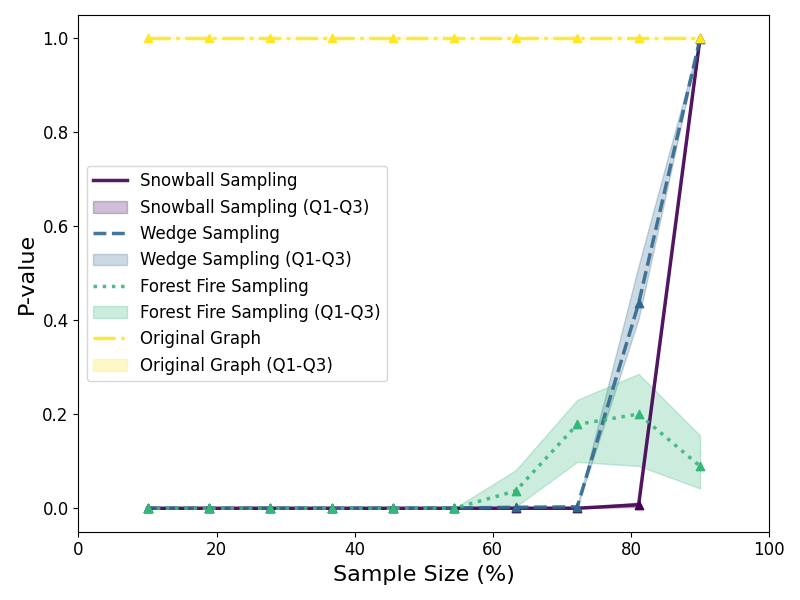 1.0
0.8
0.6
0.4
0.2
0.0
P-value
Snowball Sampling
Snowball Sampling (Q1-Q3)
Wedge Sampling
Wedge Sampling (Q1-Q3)
Forest Fire Sampling
Forest Fire Sampling (Q1-Q3)
Original Graph
Original Graph (Q1-Q3)
0 20 40 60 80 100
Sample Size (%)